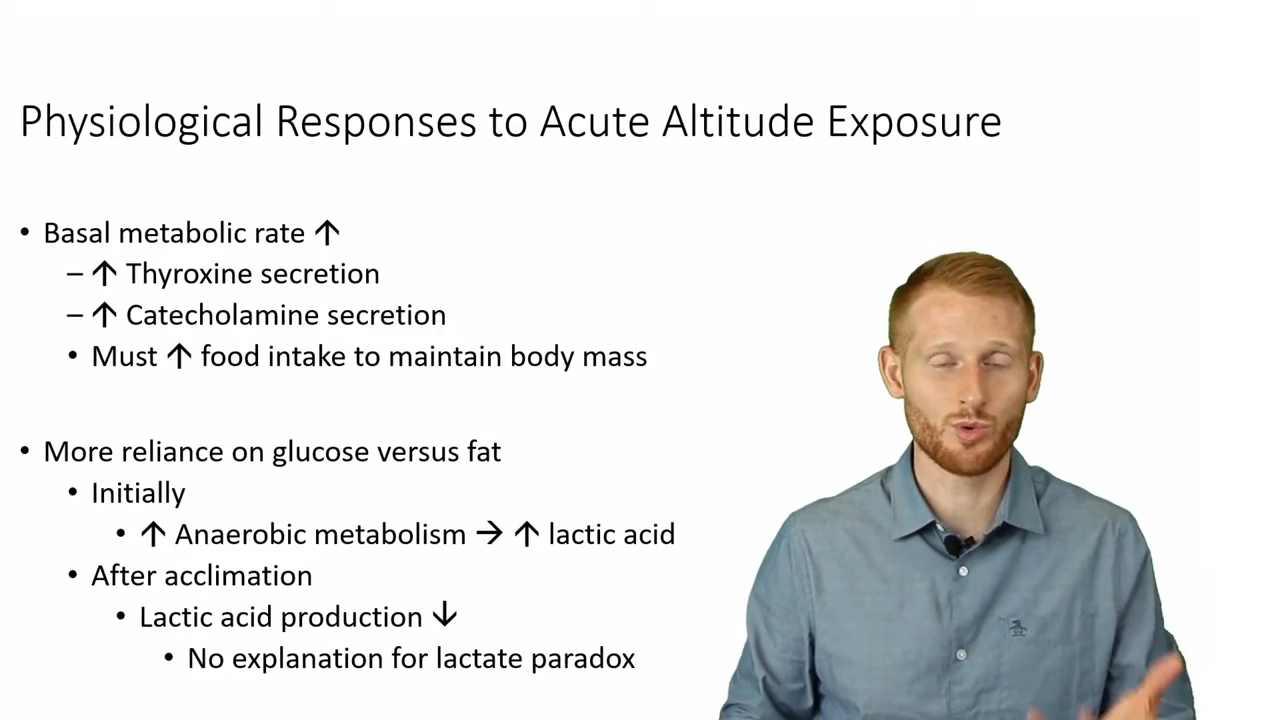 Physiological Responses to Acute Altitude Exposure
• Basal metabolic rate ↑
– ↑ Thyroxine secretion
– ↑ Catecholamine secretion
• Must ↑ food intake to maintain body mass
• More reliance on glucose versus fat
• Initially
• ↑ Anaerobic metabolism → ↑ lactic acid
• After acclimation
• Lactic acid production ↓
• No explanation for lactate paradox